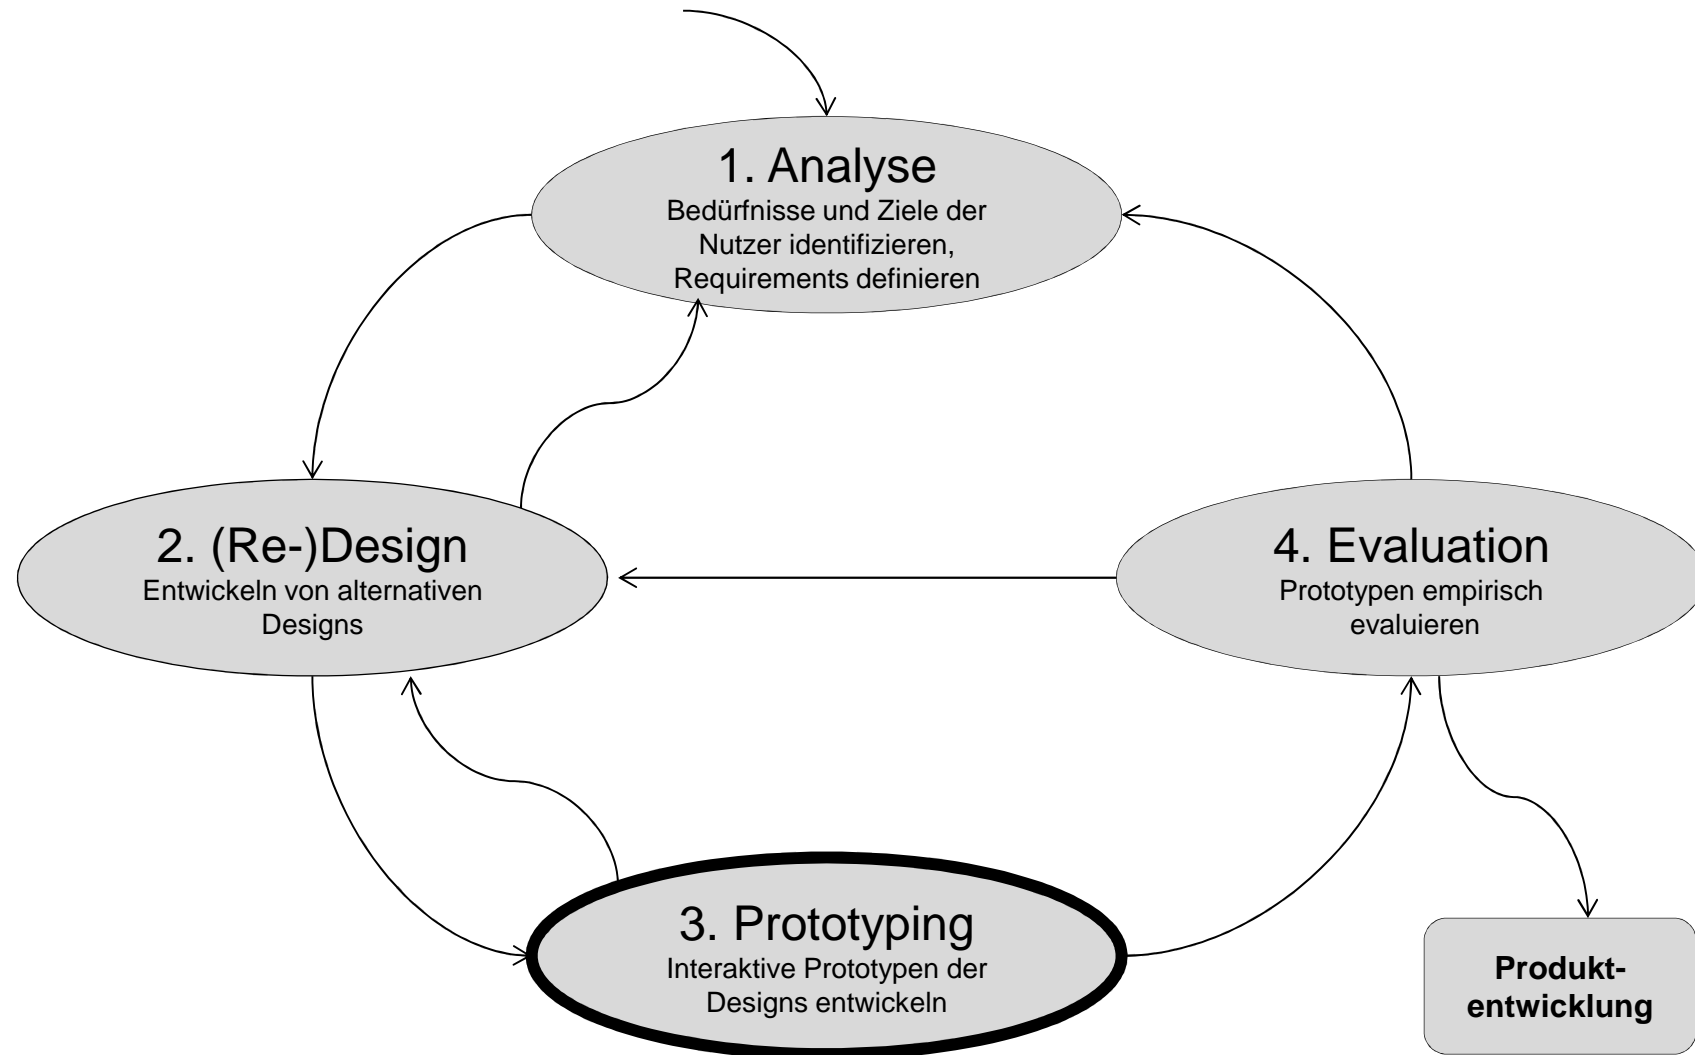 1. Analyse
Bedürfnisse und Ziele der
Nutzer identifizieren,
Requirements definieren
2. (Re-)Design
Entwickeln von alternativen
Designs
4. Evaluation
Prototypen empirisch
evaluieren
3. Prototyping
Interaktive Prototypen der
Designs entwickeln
Produkt-
entwicklung